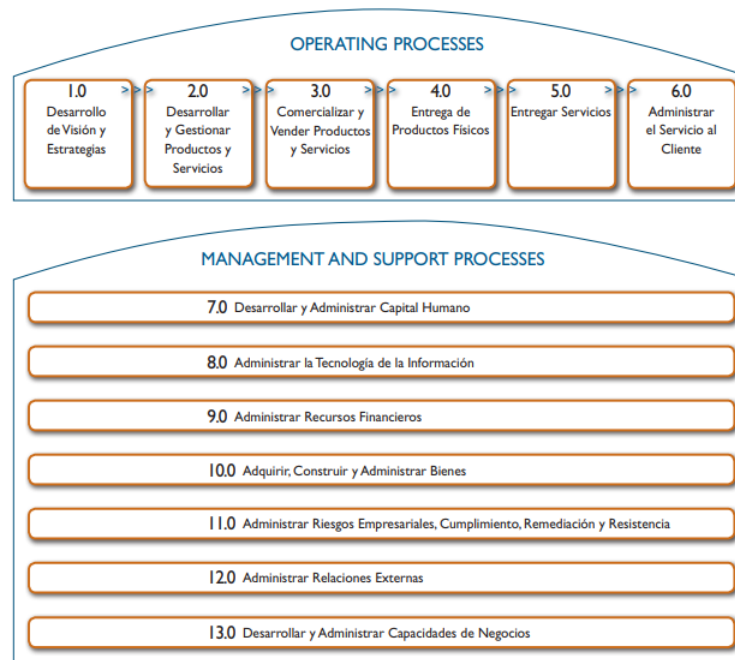 OPERATING PROCESSES
1.0 >>> 2.0 >>> 3.0 >>> 4.0 >>> 5.0 >>> 6.0
Desarrollo
de Visión y
Estrategias
Desarrollar
y Gestionar
Productos y
Servicios
Comercializar y
Vender Productos
y Servicios
Entrega de
Productos Físicos
Entregar Servicios
Administrar
el Servicio al
Cliente
MANAGEMENT AND SUPPORT PROCESSES
7.0 Desarrollar y Administrar Capital Humano
8.0 Administrar la Tecnología de la Información
9.0 Administrar Recursos Financieros
10.0 Adquirir, Construir y Administrar Bienes
11.0 Administrar Riesgos Empresariales, Cumplimiento, Remediación y Resistencia
12.0 Administrar Relaciones Externas
13.0 Desarrollar y Administrar Capacidades de Negocios